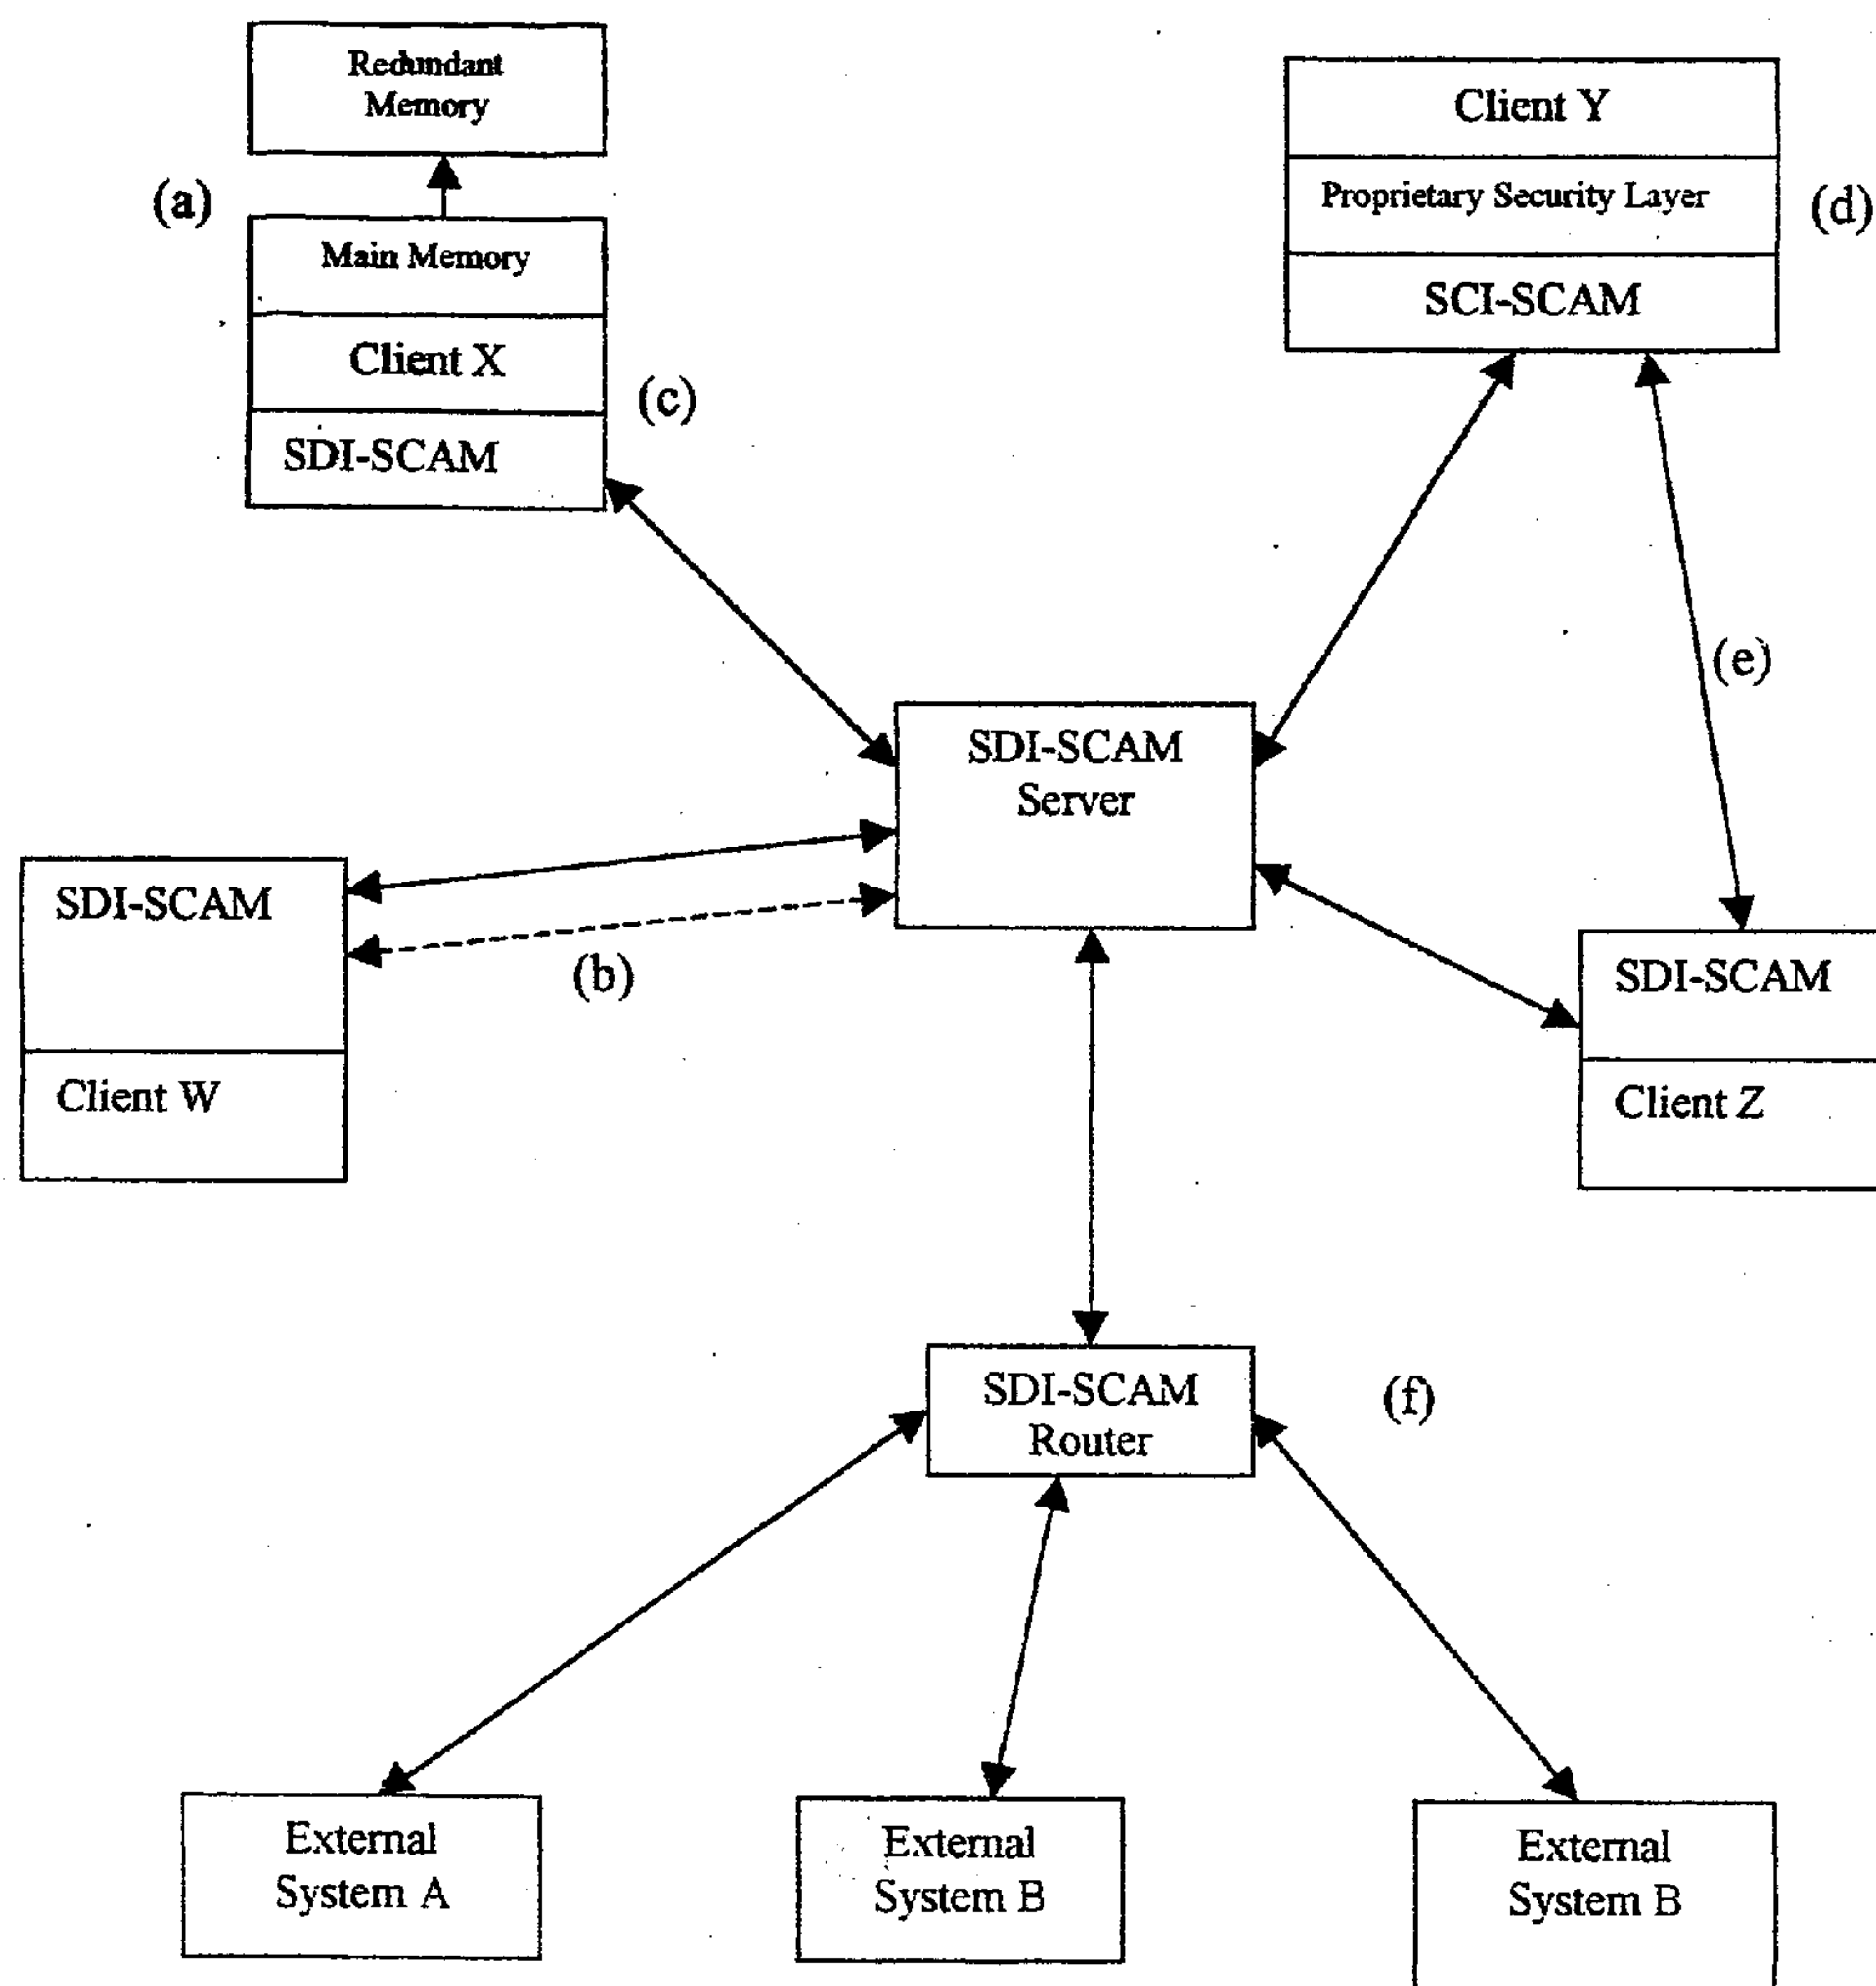 Redundant
Memory
(a)
Main Memory
Client X
(c)
SDI-SCAM
Client Y
Proprietary Security Layer
(d)
SCI-SCAM
(e)
SDI-SCAM
Server
SDI-SCAM
(b)
Client W
SDI-SCAM
Client Z
SDI-SCAM
Router
(f)
External
System A
External
System B
External
System B